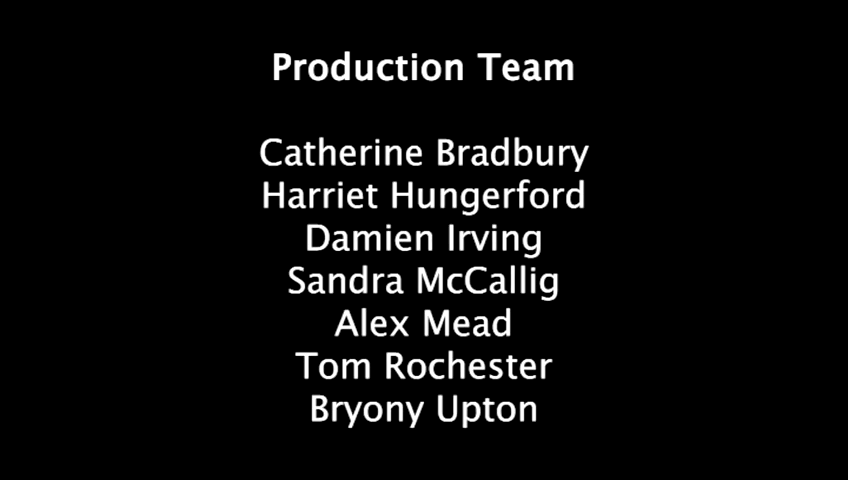 Production Team
Catherine Bradbury
Harriet Hungerford
Damien Irving
Sandra McCallig
Alex Mead
Tom Rochester
Bryony Upton